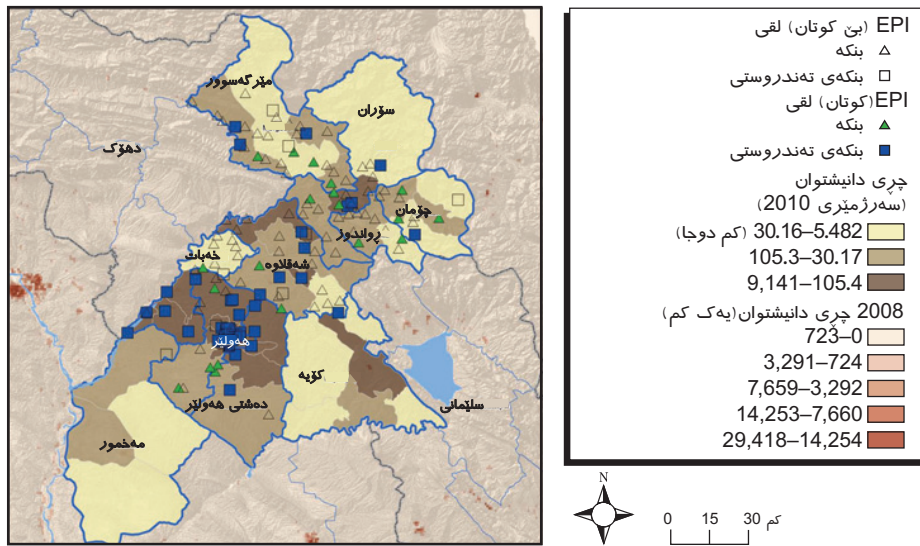 مێرگەسوور
سۆران
دهۆک
چۆمان
ڕواندوز
خەبات
شەقڵاوە
هەولێر
کۆیە
سلێمانی
دەشتی هەولێر
مەخمور
EPI (بێ کوتان) لقی
بنکە
بنکەی تەندروستی
EPI(کوتان) لقی
بنکە
بنکەی تەندروستی
چڕی دانیشتوان
(سەرژمێری 2010)
30.16–5.482 (کم دوجا)
105.3–30.17
9,141–105.4
2008 چڕی دانیشتوان(یەک کم)
723–0
3,291–724
7,659–3,292
14,253–7,660
29,418–14,254
N
0 15 30 کم